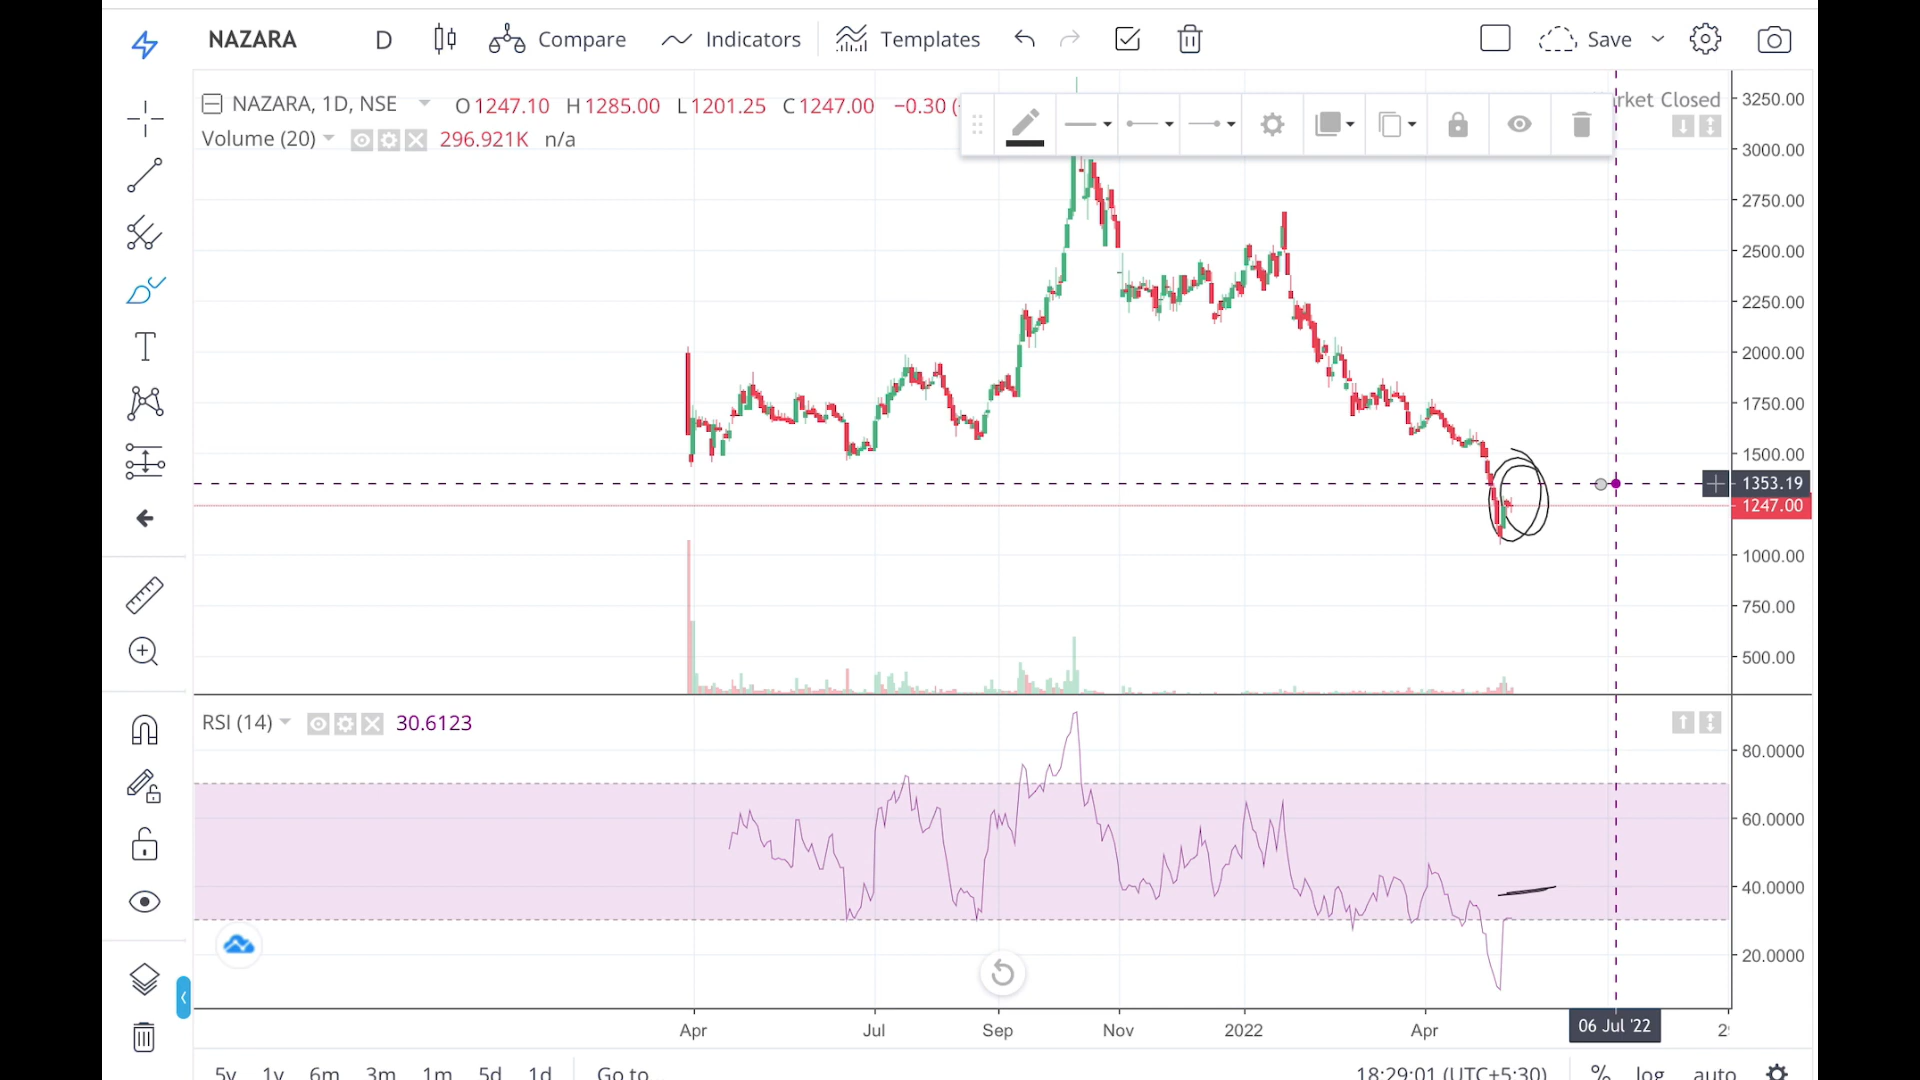 NAZARA D Compare Indicators Templates Save
NAZARA, 1D, NSE O1247.10 H1285.00 L1201.25 C1247.00 −0.30 (
rket Closed
Volume (20) 296.921K n/a
3250.00
3000.00
2750.00
2500.00
2250.00
2000.00
1750.00
1500.00
1353.19
1247.00
1000.00
750.00
500.00
RSI (14) 30.6123
80.0000
60.0000
40.0000
20.0000
Apr Jul Sep Nov 2022 Apr 06 Jul '22
5y 1y 6m 3m 1m 5d 1d Go to... 18:29:01 (UTC+5:30) % log auto